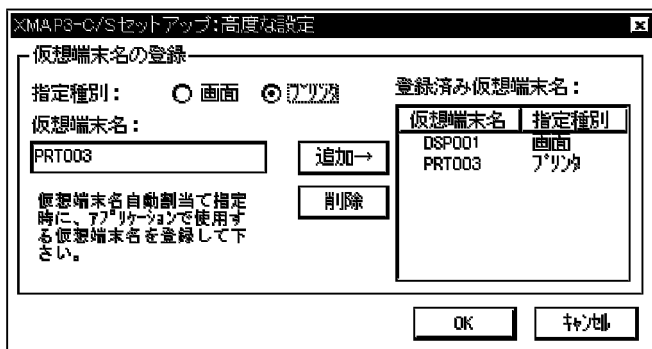 XMAP3-C/Sセットアップ:高度な設定
仮想端末名の登録
指定種別： 画面 ﾌﾟﾘﾝﾀ
仮想端末名：
PRT003
追加→
削除
仮想端末名自動割当て指定
時に、ｱﾌﾟﾘｹｰｼｮﾝで使用す
る仮想端末名を登録して下
さい。
登録済み仮想端末名：
仮想端末名 指定種別
DSP001 画面
PRT003 ﾌﾟﾘﾝﾀ
OK ｷｬﾝｾﾙ